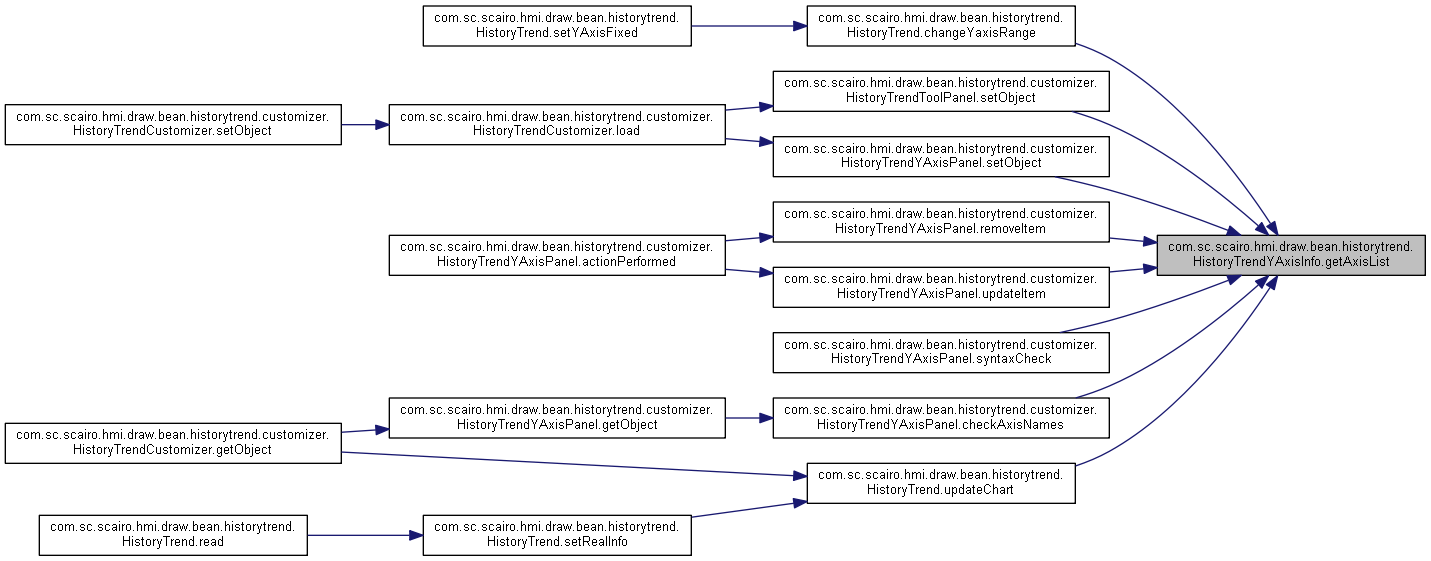 com.sc.scairo.hmi.draw.bean.historytrend.
HistoryTrend.setYAxisFixed
com.sc.scairo.hmi.draw.bean.historytrend.
HistoryTrend.changeYaxisRange
com.sc.scairo.hmi.draw.bean.historytrend.customizer.
HistoryTrendToolPanel.setObject
com.sc.scairo.hmi.draw.bean.historytrend.customizer.
HistoryTrendCustomizer.setObject
com.sc.scairo.hmi.draw.bean.historytrend.customizer.
HistoryTrendCustomizer.load
com.sc.scairo.hmi.draw.bean.historytrend.customizer.
HistoryTrendYAxisPanel.setObject
com.sc.scairo.hmi.draw.bean.historytrend.customizer.
HistoryTrendYAxisPanel.removeItem
com.sc.scairo.hmi.draw.bean.historytrend.customizer.
HistoryTrendYAxisPanel.actionPerformed
com.sc.scairo.hmi.draw.bean.historytrend.
HistoryTrendYAxisInfo.getAxisList
com.sc.scairo.hmi.draw.bean.historytrend.customizer.
HistoryTrendYAxisPanel.updateItem
com.sc.scairo.hmi.draw.bean.historytrend.customizer.
HistoryTrendYAxisPanel.syntaxCheck
com.sc.scairo.hmi.draw.bean.historytrend.customizer.
HistoryTrendYAxisPanel.getObject
com.sc.scairo.hmi.draw.bean.historytrend.customizer.
HistoryTrendYAxisPanel.checkAxisNames
com.sc.scairo.hmi.draw.bean.historytrend.customizer.
HistoryTrendCustomizer.getObject
com.sc.scairo.hmi.draw.bean.historytrend.
HistoryTrend.updateChart
com.sc.scairo.hmi.draw.bean.historytrend.
HistoryTrend.read
com.sc.scairo.hmi.draw.bean.historytrend.
HistoryTrend.setRealInfo